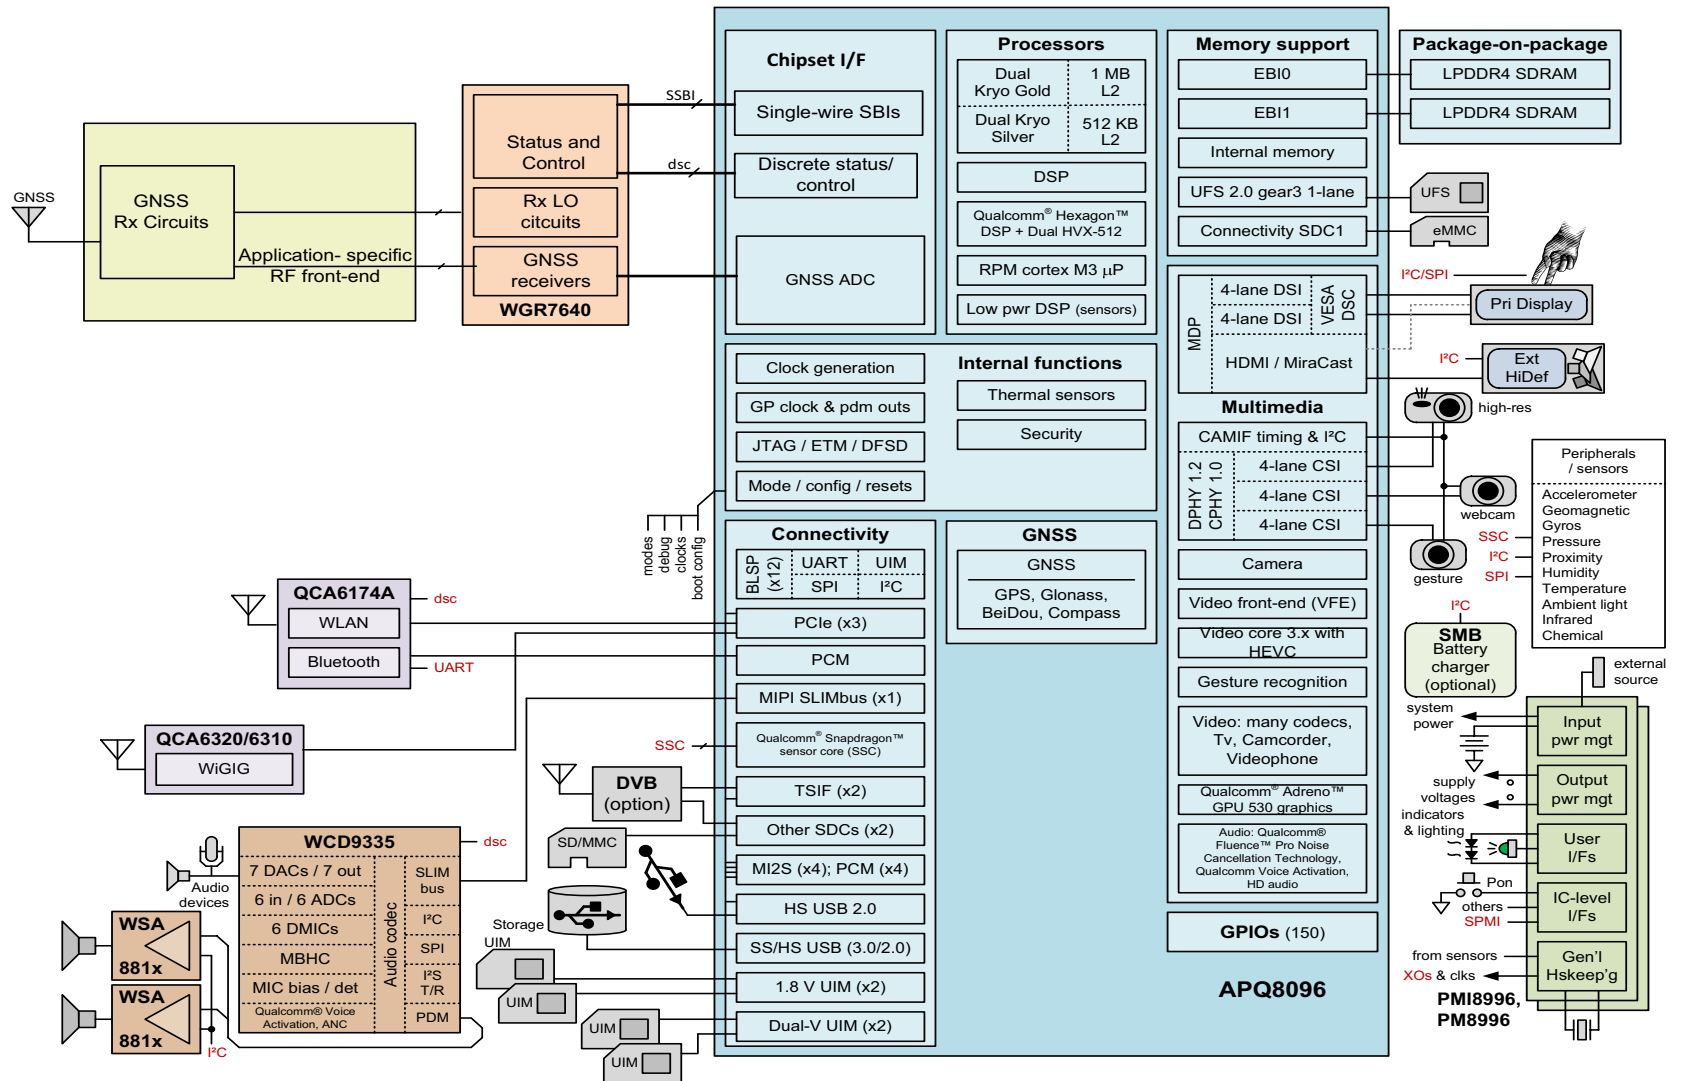 GNSS
GNSS
Rx Circuits
Application- specific
RF front-end
Status and
Control
Rx LO
citcuits
GNSS
receivers
WGR7640
SSBI
dsc
Chipset I/F
Single-wire SBIs
Discrete status/
control
GNSS ADC
Processors
Dual
Kryo Gold
1 MB
L2
Dual Kryo
Silver
512 KB
L2
DSP
Qualcomm® Hexagon™
DSP + Dual HVX-512
RPM cortex M3 µP
Low pwr DSP (sensors)
Memory support
EBI0
EBI1
Internal memory
UFS 2.0 gear3 1-lane
Connectivity SDC1
Package-on-package
LPDDR4 SDRAM
LPDDR4 SDRAM
UFS
eMMC
I²C/SPI
Pri Display
I²C
Ext
HiDef
MDP
4-lane DSI
4-lane DSI
VESA
DSC
HDMI / MiraCast
Multimedia
CAMIF timing & I²C
DPHY 1.2
CPHY 1.0
4-lane CSI
4-lane CSI
4-lane CSI
Camera
Video front-end (VFE)
Video core 3.x with
HEVC
Gesture recognition
Video: many codecs,
Tv, Camcorder,
Videophone
Qualcomm® Adreno™
GPU 530 graphics
Audio: Qualcomm®
Fluence™ Pro Noise
Cancellation Technology,
Qualcomm Voice Activation,
HD audio
GPIOs (150)
APQ8096
high-res
webcam
gesture
Peripherals
/ sensors
Accelerometer
Geomagnetic
Gyros
Pressure
Proximity
Humidity
Temperature
Ambient light
Infrared
Chemical
SSC
I²C
SPI
I²C
SMB
Battery
charger
(optional)
external
source
system
power
supply
voltages
indicators
& lighting
Pon
others
SPMI
from sensors
XOs & clks
Input
pwr mgt
Output
pwr mgt
User
I/Fs
IC-level
I/Fs
Gen'l
Hskeep'g
PMI8996,
PM8996
Clock generation
GP clock & pdm outs
JTAG / ETM / DFSD
Mode / config / resets
Internal functions
Thermal sensors
Security
modes
debug
clocks
boot config
Connectivity
BLSP
(x12)
UART
UIM
SPI
I²C
PCIe (x3)
PCM
MIPI SLIMbus (x1)
Qualcomm® Snapdragon™
sensor core (SSC)
TSIF (x2)
Other SDCs (x2)
MI2S (x4); PCM (x4)
HS USB 2.0
SS/HS USB (3.0/2.0)
1.8 V UIM (x2)
Dual-V UIM (x2)
GNSS
GNSS
GPS, Glonass,
BeiDou, Compass
QCA6174A
WLAN
Bluetooth
dsc
UART
QCA6320/6310
WiGIG
SSC
DVB
(option)
SD/MMC
Storage
UIM
UIM
UIM
UIM
WCD9335
dsc
7 DACs / 7 out
6 in / 6 ADCs
6 DMICs
MBHC
MIC bias / det
Qualcomm® Voice
Activation, ANC
Audio codec
SLIM
bus
I²C
SPI
I²S
T/R
PDM
Audio
devices
WSA
881x
WSA
881x
I²C